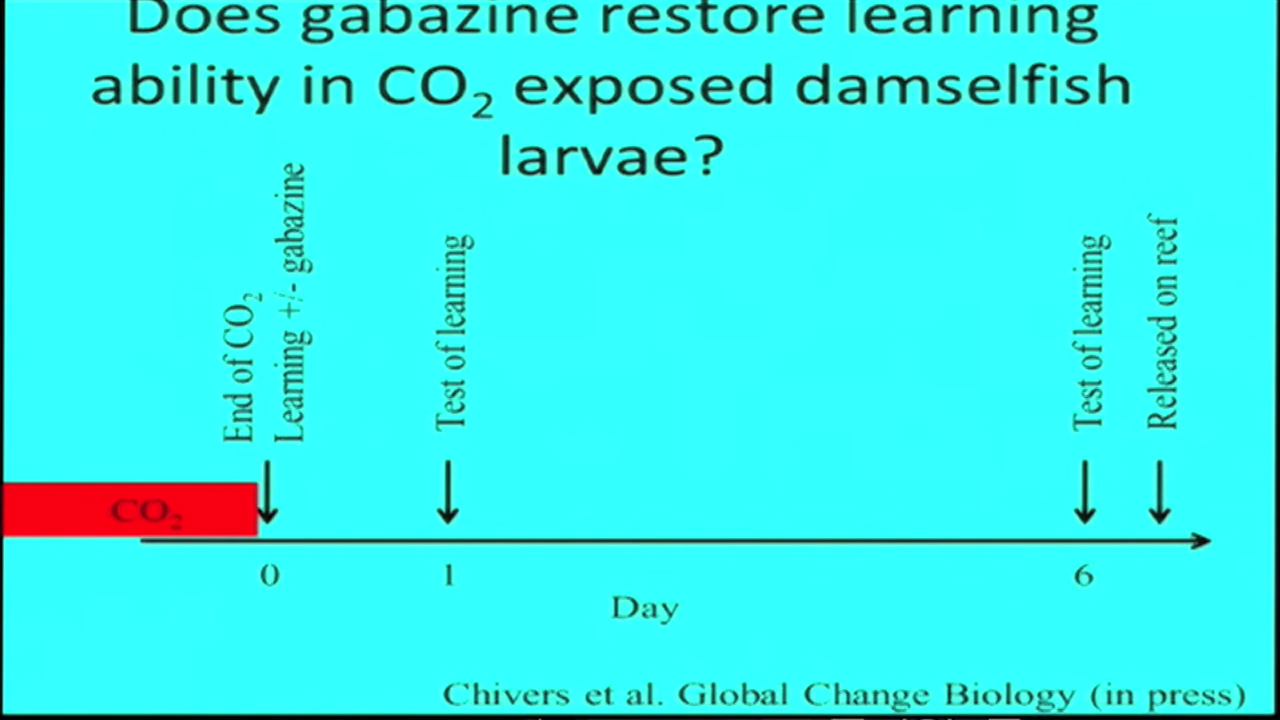 Does gabazine restore learning
ability in CO₂ exposed damselfish
larvae?
End of CO₂
Learning +/- gabazine
Test of learning
Test of learning
Released on reef
CO₂
0
1
6
Day
Chivers et al. Global Change Biology (in press)